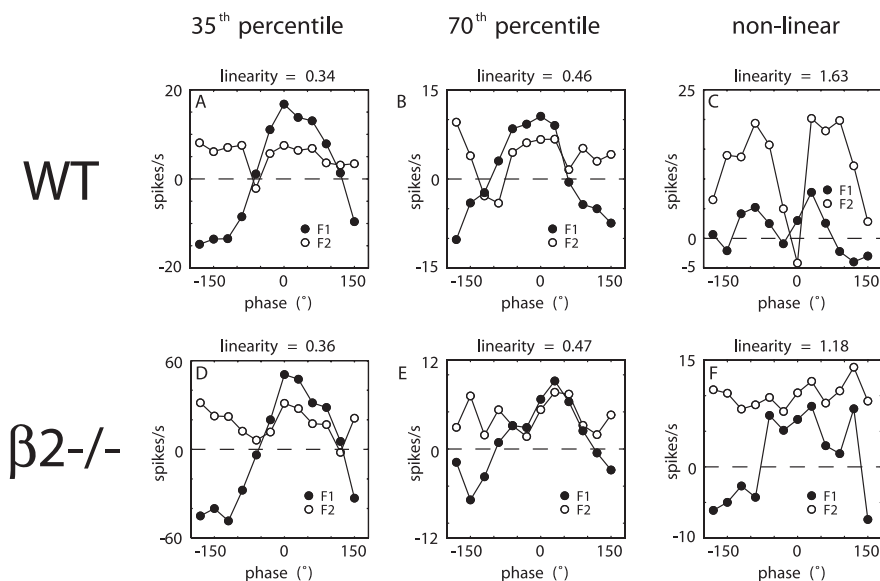 35th percentile
70th percentile
non-linear
WT
linearity = 0.34
A
20
0
-20
spikes/s
F1
F2
-150
0
150
phase (°)
linearity = 0.46
B
15
0
-15
spikes/s
F1
F2
-150
0
150
phase (°)
linearity = 1.63
C
25
0
-5
spikes/s
F1
F2
-150
0
150
phase (°)
β2-/-
linearity = 0.36
D
60
0
-60
spikes/s
F1
F2
-150
0
150
phase (°)
linearity = 0.47
E
12
0
-12
spikes/s
F1
F2
-150
0
150
phase (°)
linearity = 1.18
F
15
0
-10
spikes/s
F1
F2
-150
0
150
phase (°)